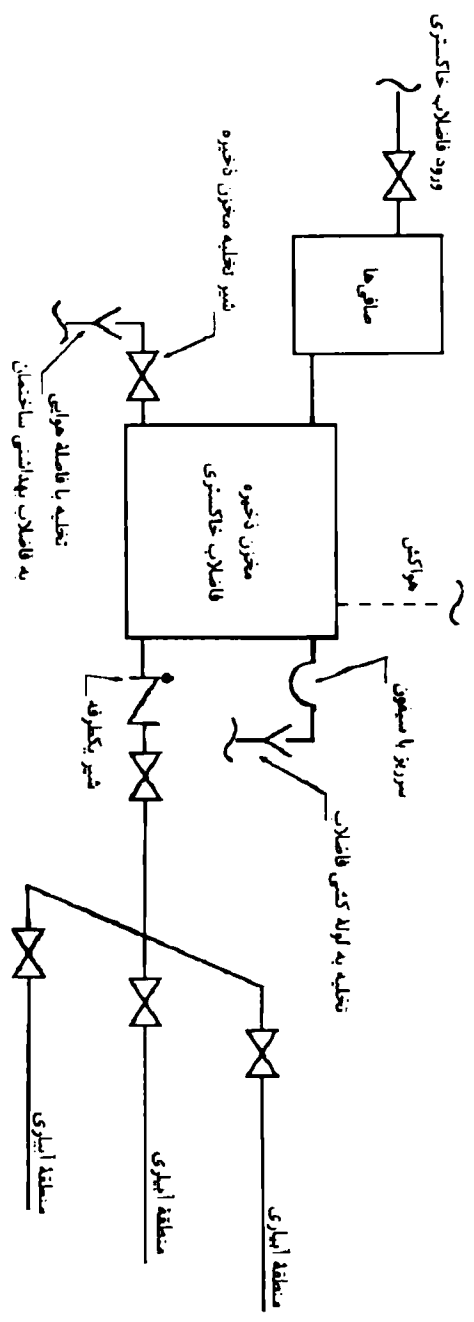 ورود فاضلاب خاکستری
صافی‌ها
شیر تخلیه مخزن ذخیره
تخلیه با فاصله هوایی
به فاضلاب بهداشتی ساختمان
مخزن ذخیره
فاضلاب خاکستری
هواکش
سرریز با سیفون
تخلیه به لوله کشی فاضلاب
شیر یکطرفه
منطقهٔ آبیاری
منطقهٔ آبیاری
منطقهٔ آبیاری